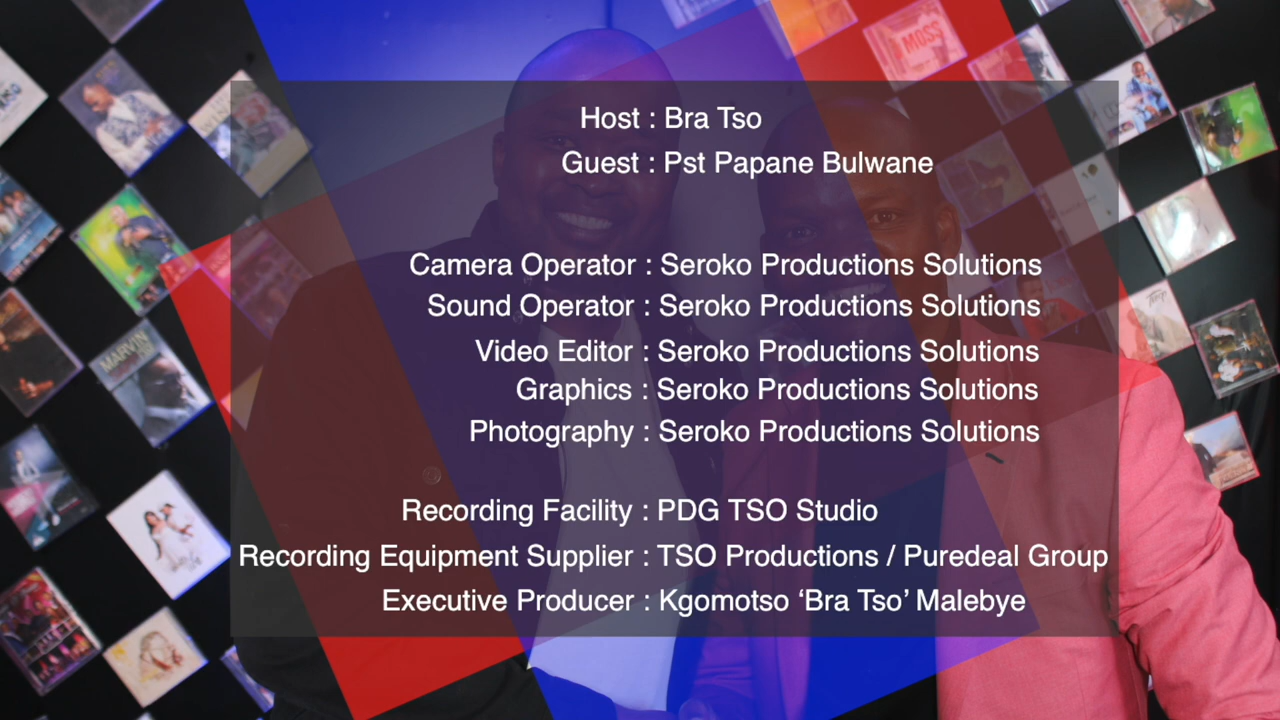 Host : Bra Tso
Guest : Pst Papane Bulwane
Camera Operator : Seroko Productions Solutions
Sound Operator : Seroko Productions Solutions
Video Editor : Seroko Productions Solutions
Graphics : Seroko Productions Solutions
Photography : Seroko Productions Solutions
Recording Facility : PDG TSO Studio
Recording Equipment Supplier : TSO Productions / Puredeal Group
Executive Producer : Kgomotso ‘Bra Tso’ Malebye
MOSS
MARVIN